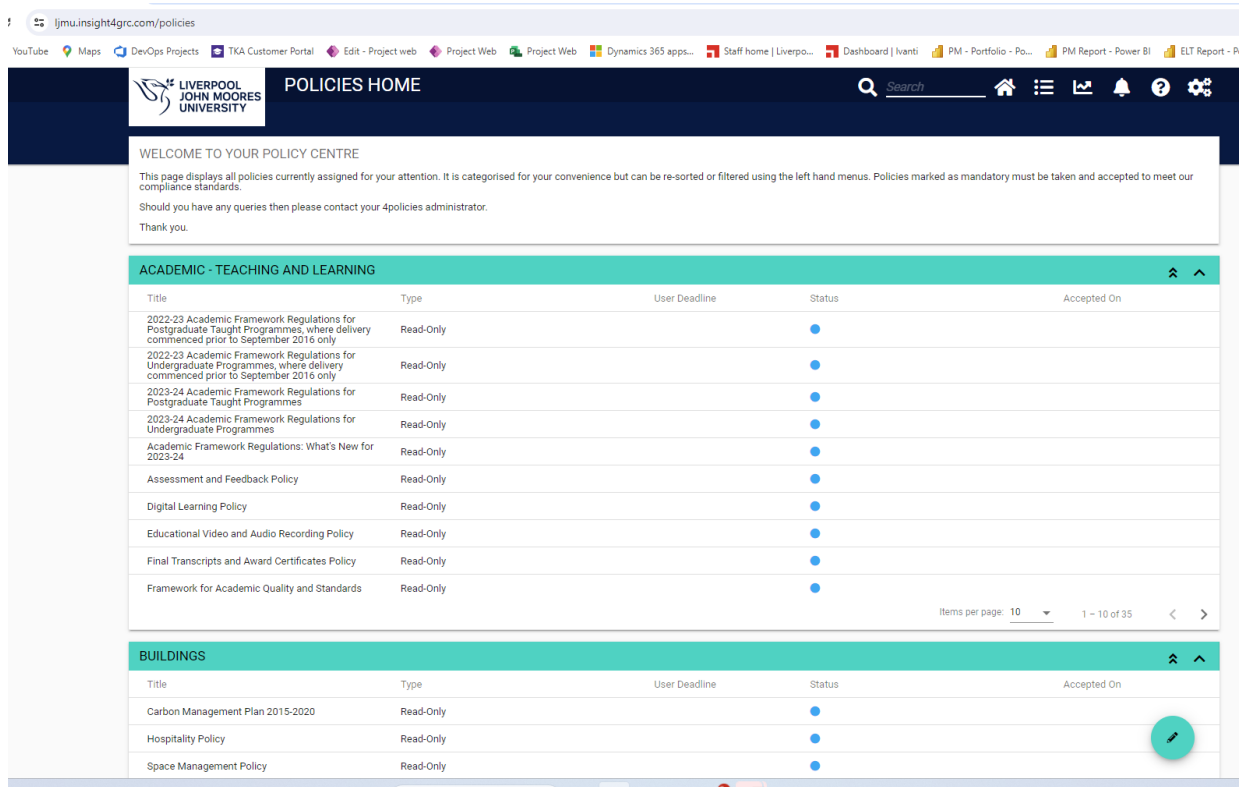 ljmu.insight4grc.com/policies
YouTube Maps DevOps Projects TKA Customer Portal Edit - Project web Project Web Project Web Dynamics 365 apps... Staff home | Liverpo... Dashboard | Ivanti PM - Portfolio - Po... PM Report - Power BI ELT Report - P
LIVERPOOL
JOHN MOORES
UNIVERSITY
POLICIES HOME
Search
WELCOME TO YOUR POLICY CENTRE
This page displays all policies currently assigned for your attention. It is categorised for your convenience but can be re-sorted or filtered using the left hand menus. Policies marked as mandatory must be taken and accepted to meet our
compliance standards.
Should you have any queries then please contact your 4policies administrator.
Thank you.
ACADEMIC - TEACHING AND LEARNING
Title Type User Deadline Status Accepted On
2022-23 Academic Framework Regulations for
Postgraduate Taught Programmes, where delivery
commenced prior to September 2016 only
Read-Only
2022-23 Academic Framework Regulations for
Undergraduate Programmes, where delivery
commenced prior to September 2016 only
Read-Only
2023-24 Academic Framework Regulations for
Postgraduate Taught Programmes
Read-Only
2023-24 Academic Framework Regulations for
Undergraduate Programmes
Read-Only
Academic Framework Regulations: What's New for
2023-24
Read-Only
Assessment and Feedback Policy Read-Only
Digital Learning Policy Read-Only
Educational Video and Audio Recording Policy Read-Only
Final Transcripts and Award Certificates Policy Read-Only
Framework for Academic Quality and Standards Read-Only
Items per page: 10 1 – 10 of 35
BUILDINGS
Title Type User Deadline Status Accepted On
Carbon Management Plan 2015-2020 Read-Only
Hospitality Policy Read-Only
Space Management Policy Read-Only